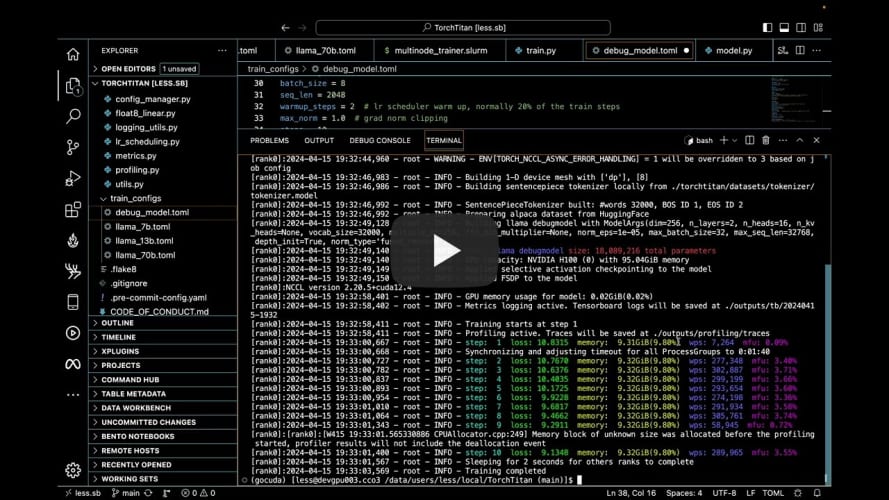 TorchTitan [less.sb]
EXPLORER
.toml
llama_70b.toml
multinode_trainer.slurm
train.py
debug_model.toml
model.py
OPEN EDITORS 1 unsaved
train_configs > debug_model.toml
TORCHTITAN [LESS.SB]
config_manager.py
float8_linear.py
logging_utils.py
lr_scheduling.py
metrics.py
profiling.py
utils.py
train_configs
debug_model.toml
llama_7b.toml
llama_13b.toml
llama_70b.toml
.flake8
.gitignore
.pre-commit-config.yaml
CODE_OF_CONDUCT.md
OUTLINE
TIMELINE
XPLUGINS
PROJECTS
COMMAND HUB
TABLE METADATA
DATA WORKBENCH
UNCOMMITTED CHANGES
BENTO NOTEBOOKS
REMOTE HOSTS
RECENTLY OPENED
WORKING SETS
30 batch_size = 8
31 seq_len = 2048
32 warmup_steps = 2 # lr scheduler warm up, normally 20% of the train steps
33 max_norm = 1.0 # grad norm clipping
PROBLEMS OUTPUT DEBUG CONSOLE TERMINAL
bash
[rank0]:2024-04-15 19:32:44,960 - root - WARNING - ENV[TORCH_NCCL_ASYNC_ERROR_HANDLING] = 1 will be overridden to 3 based on j
ob config
[rank0]:2024-04-15 19:32:46,983 - root - INFO - Building 1-D device mesh with ['dp'], [8]
[rank0]:2024-04-15 19:32:46,986 - root - INFO - Building sentencepiece tokenizer locally from ./torchtitan/datasets/tokenizer/
tokenizer.model
[rank0]:2024-04-15 19:32:46,992 - root - INFO - SentencePieceTokenizer built: #words 32000, BOS ID 1, EOS ID 2
[rank0]:2024-04-15 19:32:46,992 - root - INFO - Preparing alpaca dataset from HuggingFace
[rank0]:2024-04-15 19:32:49,128 - root - INFO - Building llama debugmodel with ModelArgs(dim=256, n_layers=2, n_heads=16, n_kv
_heads=None, vocab_size=32000, ffn_dim_multiplier=None, norm_eps=1e-05, max_batch_size=32, max_seq_len=32768,
depth_init=True, norm_type=
[rank0]:2024-04-15 19:32:49,140 - root - llama debugmodel size: 18,089,216 total parameters
[rank0]:2024-04-15 19:32:49,140 - root - capacity: NVIDIA H100 (0) with 95.04GiB memory
[rank0]:2024-04-15 19:32:49,149 - root - selective activation checkpointing to the model
[rank0]:2024-04-15 19:32:49,150 - root - INFO - Applied FSDP to the model
[rank0]:NCCL version 2.20.5+cuda12.4
[rank0]:2024-04-15 19:32:58,401 - root - INFO - GPU memory usage for model: 0.02GiB(0.02%)
[rank0]:2024-04-15 19:32:58,402 - root - INFO - Metrics logging active. Tensorboard logs will be saved at ./outputs/tb/2024041
5-1932
[rank0]:2024-04-15 19:32:58,411 - root - INFO - Training starts at step 1
[rank0]:2024-04-15 19:32:58,411 - root - INFO - Profiling active. Traces will be saved at ./outputs/profiling/traces
[rank0]:2024-04-15 19:33:00,667 - root - INFO - step: 1 loss: 10.8315 memory: 9.31GiB(9.80%) wps: 7,264 mfu: 0.09%
[rank0]:2024-04-15 19:33:00,668 - root - INFO - Synchronizing and adjusting timeout for all ProcessGroups to 0:01:40
[rank0]:2024-04-15 19:33:00,727 - root - INFO - step: 2 loss: 10.7670 memory: 9.32GiB(9.80%) wps: 277,348 mfu: 3.40%
[rank0]:2024-04-15 19:33:00,782 - root - INFO - step: 3 loss: 10.6376 memory: 9.32GiB(9.80%) wps: 302,887 mfu: 3.71%
[rank0]:2024-04-15 19:33:00,837 - root - INFO - step: 4 loss: 10.4035 memory: 9.32GiB(9.80%) wps: 299,199 mfu: 3.66%
[rank0]:2024-04-15 19:33:00,893 - root - INFO - step: 5 loss: 10.1725 memory: 9.32GiB(9.80%) wps: 293,654 mfu: 3.60%
[rank0]:2024-04-15 19:33:00,954 - root - INFO - step: 6 loss: 9.9228 memory: 9.32GiB(9.80%) wps: 274,198 mfu: 3.36%
[rank0]:2024-04-15 19:33:01,010 - root - INFO - step: 7 loss: 9.6817 memory: 9.32GiB(9.80%) wps: 291,934 mfu: 3.58%
[rank0]:2024-04-15 19:33:01,064 - root - INFO - step: 8 loss: 9.4662 memory: 9.32GiB(9.80%) wps: 305,761 mfu: 3.74%
[rank0]:2024-04-15 19:33:01,343 - root - INFO - step: 9 loss: 9.2911 memory: 9.32GiB(9.80%) wps: 58,945 mfu: 0.72%
[rank0]:[rank0]:[W415 19:33:01.565330886 CPUAllocator.cpp:249] Memory block of unknown size was allocated before the profiling
started, profiler results will not include the deallocation event
[rank0]:2024-04-15 19:33:01,400 - root - INFO - step: 10 loss: 9.1348 memory: 9.32GiB(9.80%) wps: 289,965 mfu: 3.55%
[rank0]:2024-04-15 19:33:01,400 - root - INFO - Sleeping for 2 seconds for others ranks to complete
[rank0]:2024-04-15 19:33:03,569 - root - INFO - Training completed
(gocuda) [less@devgpu003.cco3 /data/users/less/local/TorchTitan (main)]$
less.sb main 0 0
Ln 38, Col 16 Spaces: 4 UTF-8 LF TOML